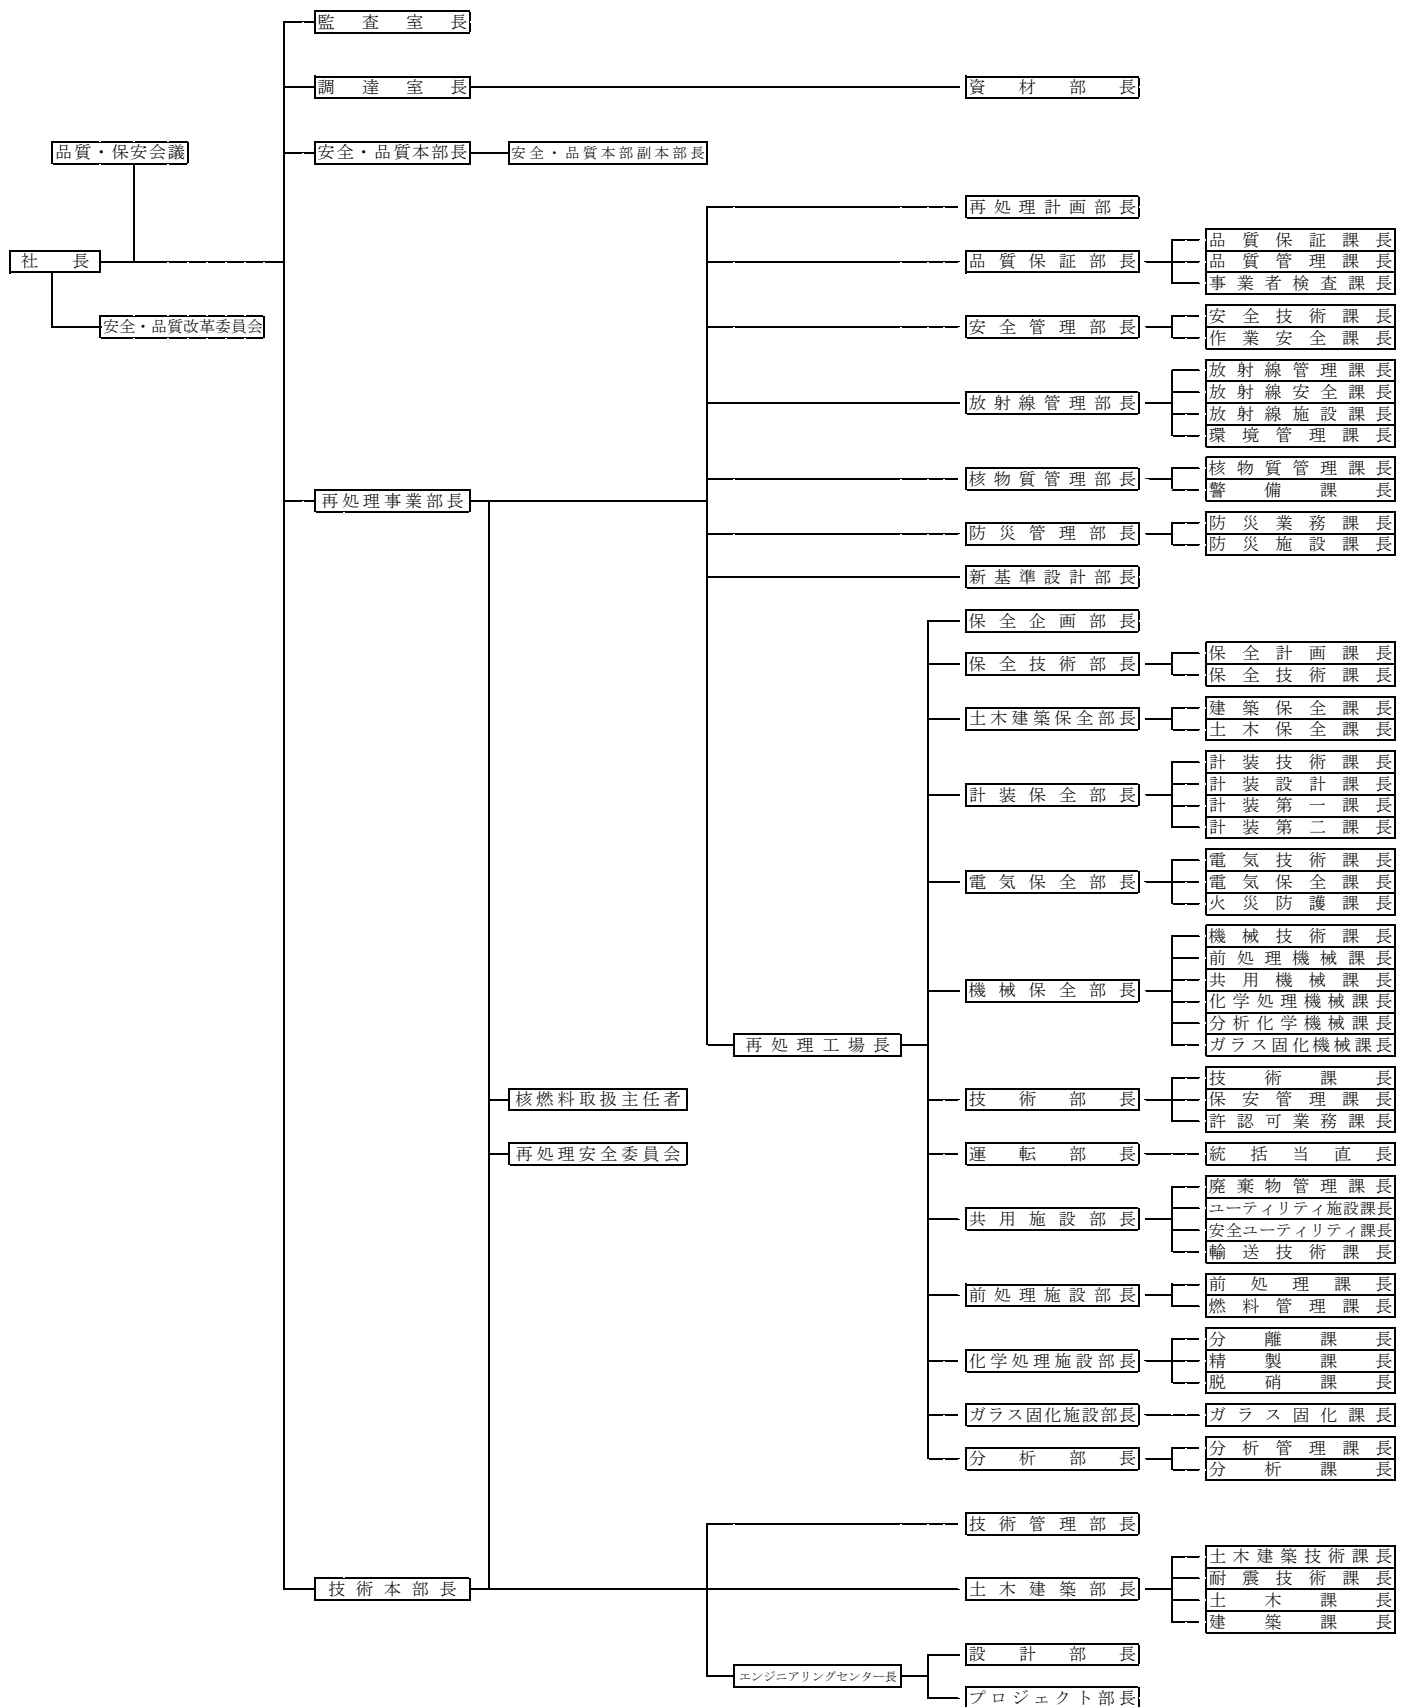 監査室長
調達室長
資材部長
品質・保安会議
安全・品質本部長
安全・品質本部副本部長
社長
安全・品質改革委員会
再処理計画部長
品質保証部長
品質保証課長
品質管理課長
事業者検査課長
安全管理部長
安全技術課長
作業安全課長
放射線管理部長
放射線管理課長
放射線安全課長
放射線施設課長
環境管理課長
再処理事業部長
核物質管理部長
核物質管理課長
警備課長
防災管理部長
防災業務課長
防災施設課長
新基準設計部長
保全企画部長
保全技術部長
保全計画課長
保全技術課長
土木建築保全部長
建築保全課長
土木保全課長
計装保全部長
計装技術課長
計装設計課長
計装第一課長
計装第二課長
電気保全部長
電気技術課長
電気保全課長
火災防護課長
機械保全部長
機械技術課長
前処理機械課長
共用機械課長
化学処理機械課長
分析化学機械課長
ガラス固化機械課長
再処理工場長
核燃料取扱主任者
技術部長
技術課長
保安管理課長
許認可業務課長
再処理安全委員会
運転部長
統括当直長
共用施設部長
廃棄物管理課長
ユーティリティ施設課長
安全ユーティリティ課長
輸送技術課長
前処理施設部長
前処理課長
燃料管理課長
化学処理施設部長
分離課長
精製課長
脱硝課長
ガラス固化施設部長
ガラス固化課長
分析部長
分析管理課長
分析課長
技術管理部長
技術本部長
土木建築部長
土木建築技術課長
耐震技術課長
土木課長
建築課長
エンジニアリングセンター長
設計部長
プロジェクト部長